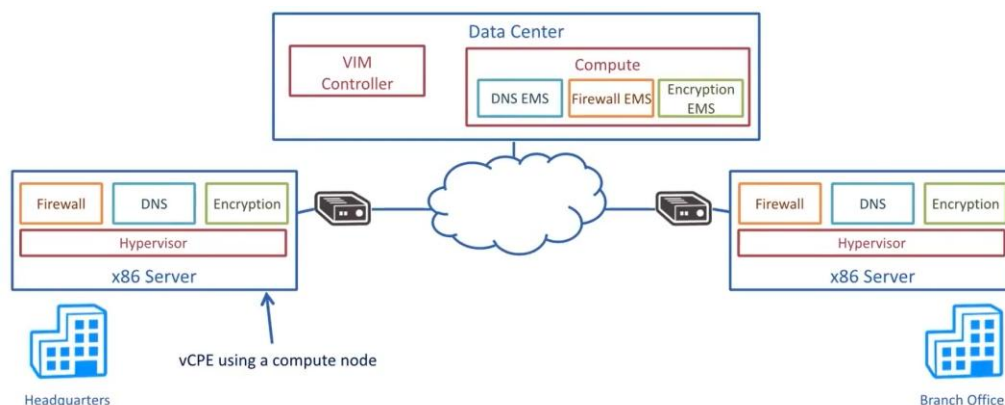 Data Center
VIM
Controller
Compute
DNS EMS
Firewall EMS
Encryption
EMS
Firewall
DNS
Encryption
Hypervisor
x86 Server
Firewall
DNS
Encryption
Hypervisor
x86 Server
vCPE using a compute node
Headquarters
Branch Office